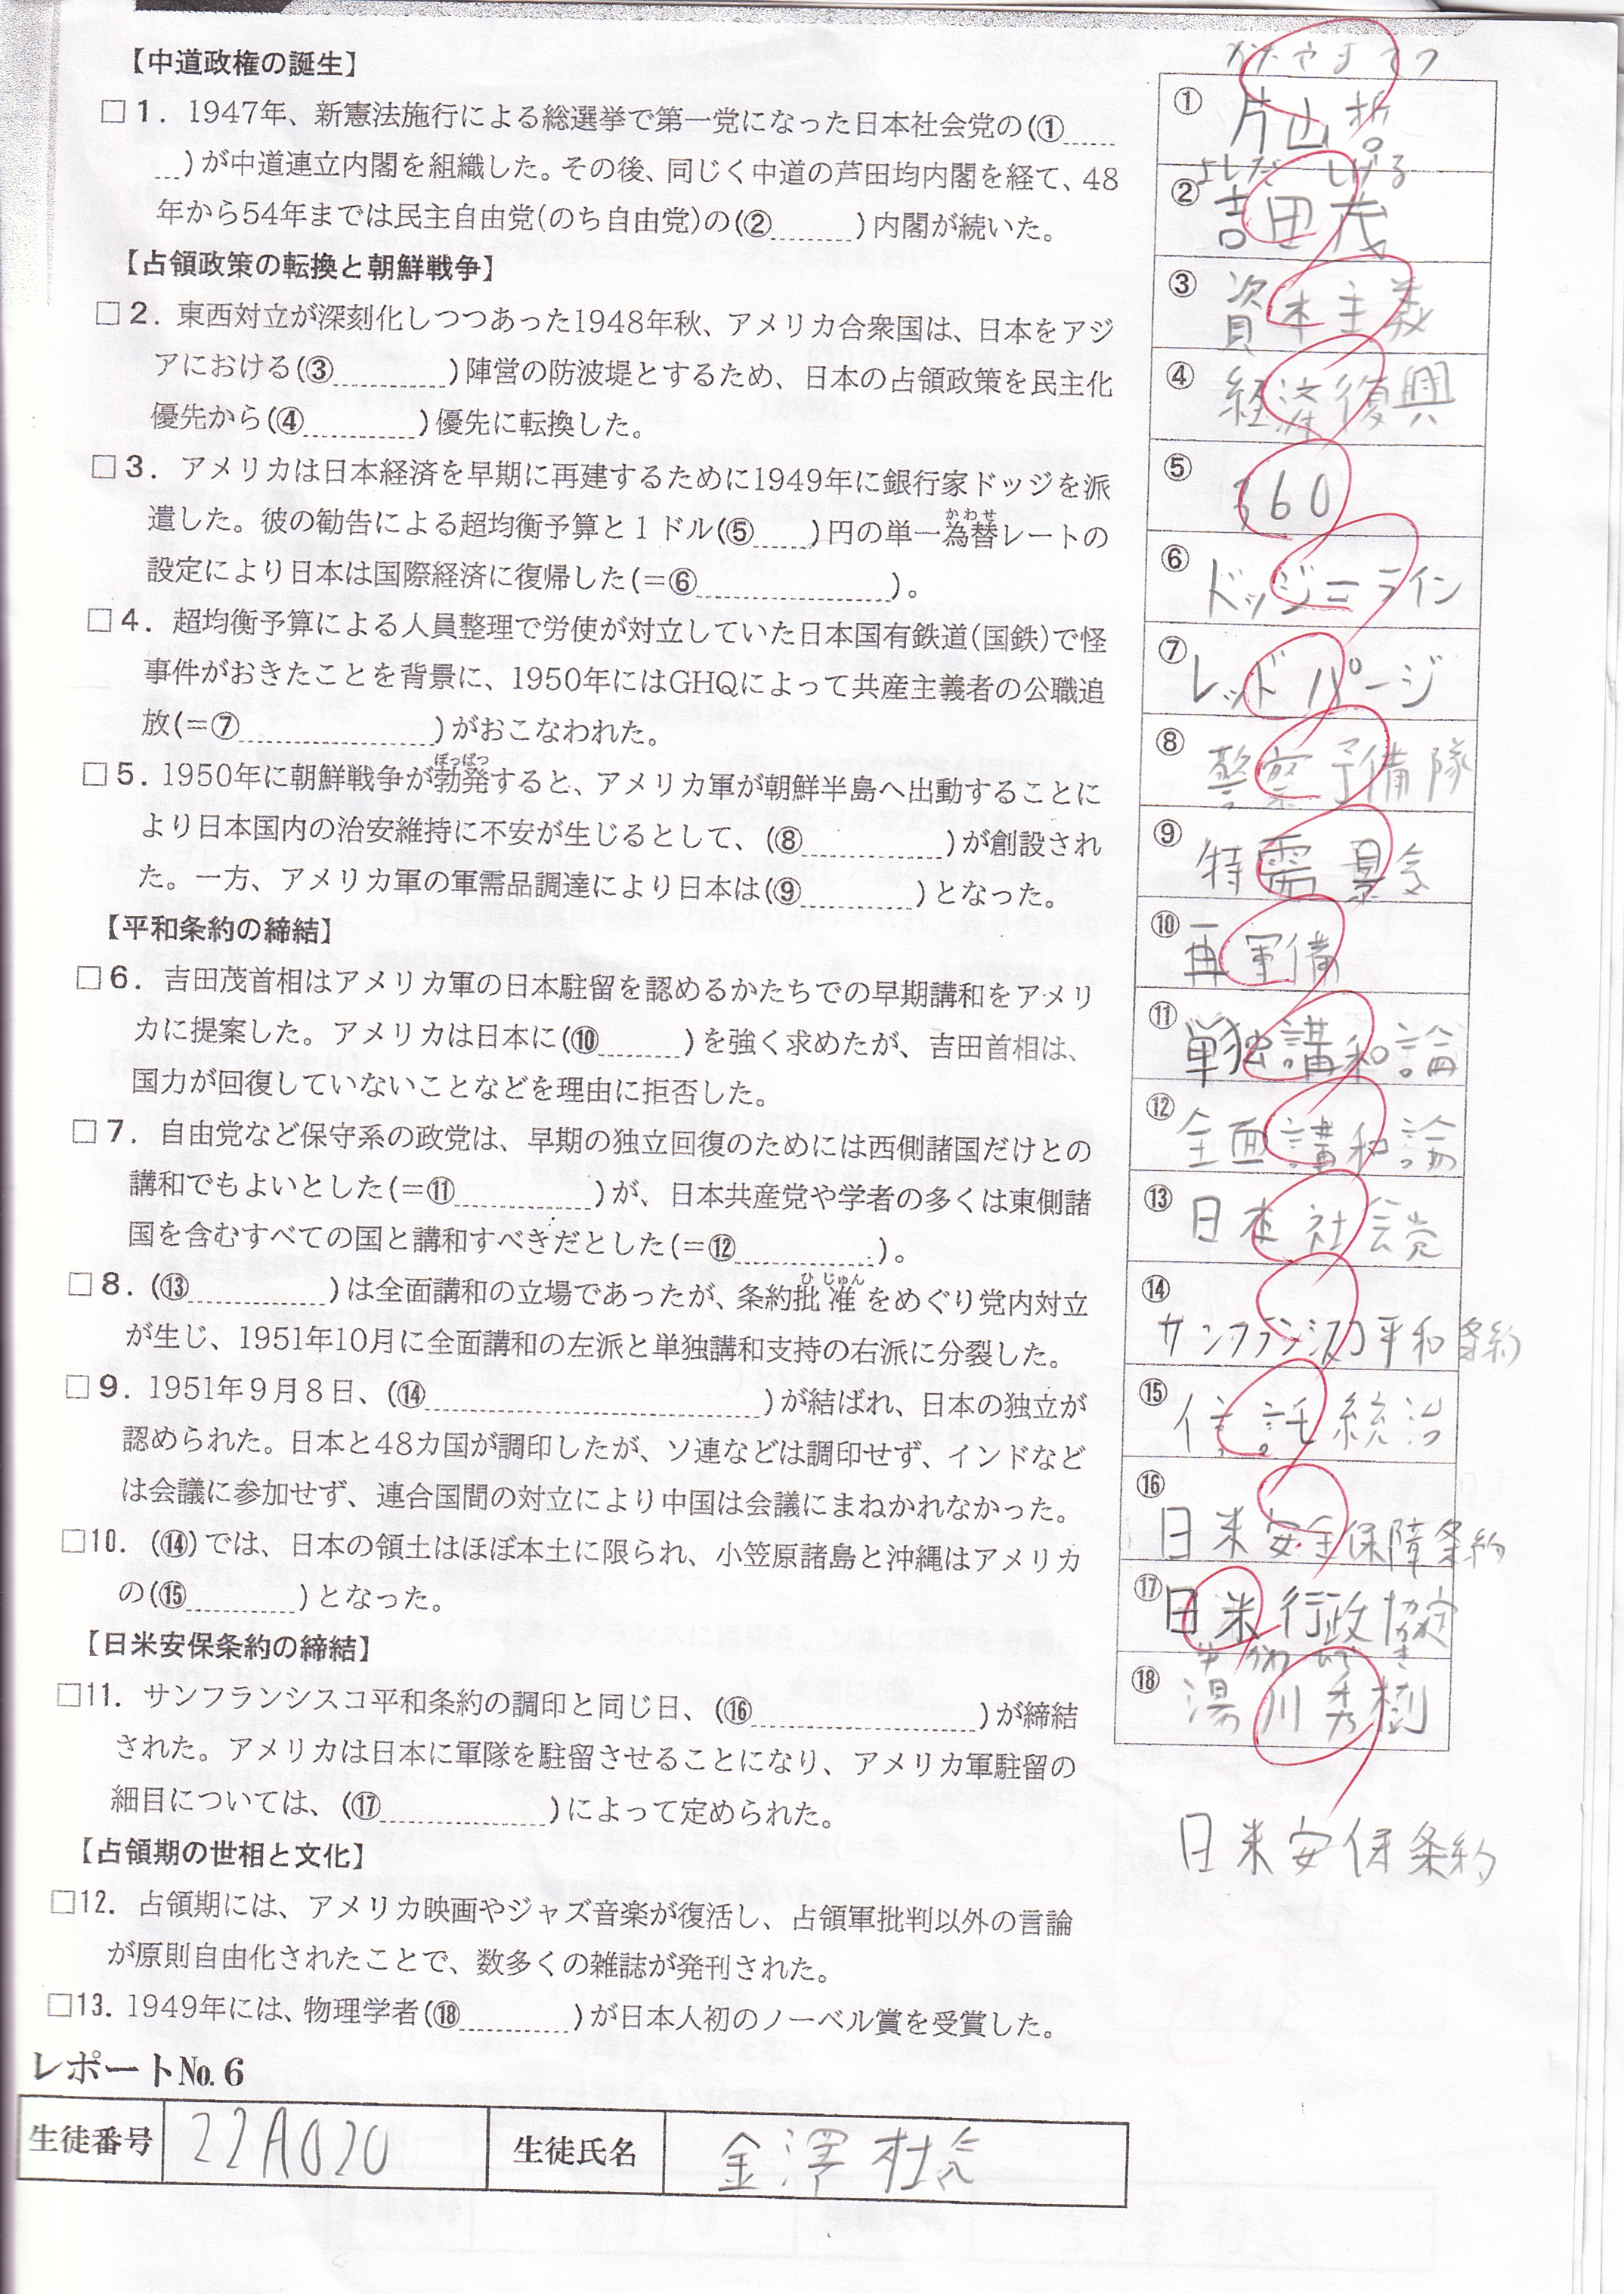 【中道政権の誕生】
□1．1947年、新憲法施行による総選挙で第一党になった日本社会党の(①
)が中道連立内閣を組織した。その後、同じく中道の芦田均内閣を経て、48
年から54年までは民主自由党(のち自由党)の(②　　　)内閣が続いた。
【占領政策の転換と朝鮮戦争】
□2．東西対立が深刻化しつつあった1948年秋、アメリカ合衆国は、日本をアジ
アにおける(③　　　)陣営の防波堤とするため、日本の占領政策を民主化
優先から(④　　　)優先に転換した。
□3．アメリカは日本経済を早期に再建するために1949年に銀行家ドッジを派
かわせ
遣した。彼の勧告による超均衡予算と1ドル(⑤　　　)円の単一為替レートの
設定により日本は国際経済に復帰した(=⑥　　　)。
□4．超均衡予算による人員整理で労使が対立していた日本国有鉄道(国鉄)で怪
事件がおきたことを背景に、1950年にはGHQによって共産主義者の公職追
放(=⑦　　　)がおこなわれた。
ぼっぱつ
□5．1950年に朝鮮戦争が勃発すると、アメリカ軍が朝鮮半島へ出動することに
より日本国内の治安維持に不安が生じるとして、(⑧　　　)が創設され
た。一方、アメリカ軍の軍需品調達により日本は(⑨　　　)となった。
【平和条約の締結】
□6．吉田茂首相はアメリカ軍の日本駐留を認めるかたちでの早期講和をアメリ
カに提案した。アメリカは日本に(⑩　　　)を強く求めたが、吉田首相は、
国力が回復していないことなどを理由に拒否した。
□7．自由党など保守系の政党は、早期の独立回復のためには西側諸国だけとの
講和でもよいとした(=⑪　　　)が、日本共産党や学者の多くは東側諸
国を含むすべての国と講和すべきだとした(=⑫　　　)。
ひ じゅん
□8．(⑬　　　)は全面講和の立場であったが、条約批准をめぐり党内対立
が生じ、1951年10月に全面講和の左派と単独講和支持の右派に分裂した。
□9．1951年9月8日、(⑭　　　)が結ばれ、日本の独立が
認められた。日本と48カ国が調印したが、ソ連などは調印せず、インドなど
は会議に参加せず、連合国間の対立により中国は会議にまねかれなかった。
□10．(⑭)では、日本の領土はほぼ本土に限られ、小笠原諸島と沖縄はアメリカ
の(⑮　　　)となった。
【日米安保条約の締結】
□11．サンフランシスコ平和条約の調印と同じ日、(⑯　　　)が締結
された。アメリカは日本に軍隊を駐留させることになり、アメリカ軍駐留の
細目については、(⑰　　　)によって定められた。
【占領期の世相と文化】
□12．占領期には、アメリカ映画やジャズ音楽が復活し、占領軍批判以外の言論
が原則自由化されたことで、数多くの雑誌が発刊された。
□13．1949年には、物理学者(⑱　　　)が日本人初のノーベル賞を受賞した。
かたやまてつ
① 片山哲
よしだ しげる
② 吉田茂
③ 資本主義
④ 経済復興
⑤ 360
⑥ ドッジ=ライン
⑦ レッドパージ
⑧ 警察予備隊
⑨ 特需景気
⑩ 再軍備
⑪ 単独講和論
⑫ 全面講和論
⑬ 日本社会党
⑭ サンフランシスコ平和条約
⑮ 信託統治
⑯ 日米安全保障条約
⑰ 日米行政協定
ゆかわ ひでき
⑱ 湯川秀樹
日米安保条約
レポートNo.6
生徒番号 22A020 生徒氏名 金澤